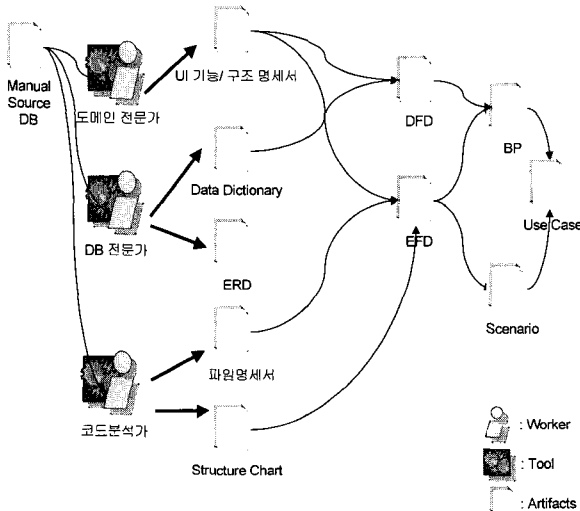 Manual
Source
DB
도메인 전문가
UI 기능/ 구조 명세서
DFD
BP
Data Dictionary
DB 전문가
EFD
Use Case
ERD
Scenario
파일명세서
코드분석가
Structure Chart
: Worker
: Tool
: Artifacts